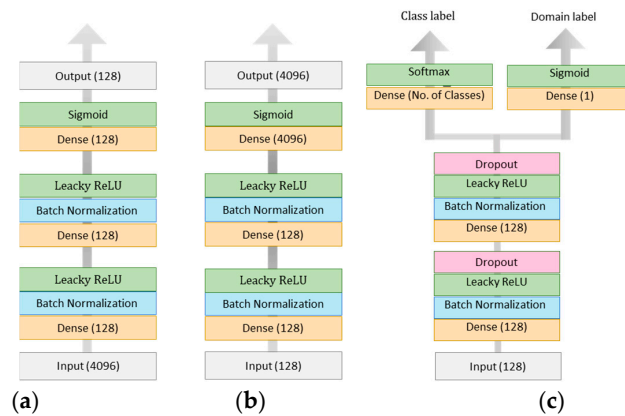 Output (128)
Sigmoid
Dense (128)
Leacky ReLU
Batch Normalization
Dense (128)
Leacky ReLU
Batch Normalization
Dense (128)
Input (4096)
(a)
Output (4096)
Sigmoid
Dense (4096)
Leacky ReLU
Batch Normalization
Dense (128)
Leacky ReLU
Batch Normalization
Dense (128)
Input (128)
(b)
Class label
Domain label
Softmax
Dense (No. of Classes)
Sigmoid
Dense (1)
Dropout
Leacky ReLU
Batch Normalization
Dense (128)
Dropout
Leacky ReLU
Batch Normalization
Dense (128)
Input (128)
(c)